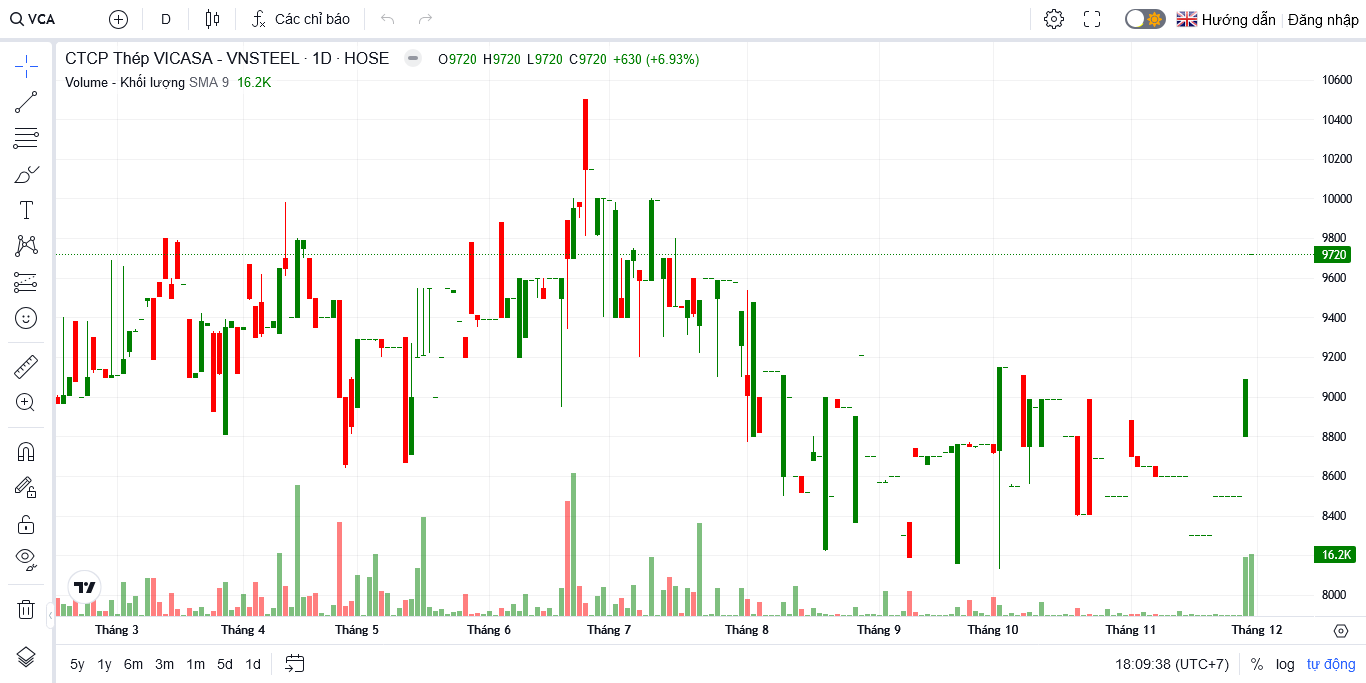 VCA D Các chỉ báo Hướng dẫn Đăng nhập
CTCP Thép VICASA - VNSTEEL · 1D · HOSE O9720 H9720 L9720 C9720 +630 (+6.93%)
Volume - Khối lượng SMA 9 16.2K
10600
10400
10200
10000
9800
9720
9600
9400
9200
9000
8800
8600
8400
16.2K
8000
Tháng 3 Tháng 4 Tháng 5 Tháng 6 Tháng 7 Tháng 8 Tháng 9 Tháng 10 Tháng 11 Tháng 12
5y 1y 6m 3m 1m 5d 1d 18:09:38 (UTC+7) % log tự động